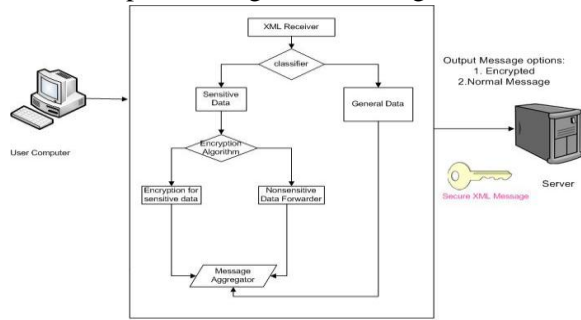 XML Receiver
classifier
Sensitive
Data
General Data
Encryption
Algorithm
Encryption for
sensitive data
Nonsensitive
Data Forwarder
Message
Aggregator
User Computer
Output Message options:
1. Encrypted
2.Normal Message
Server
Secure XML Message